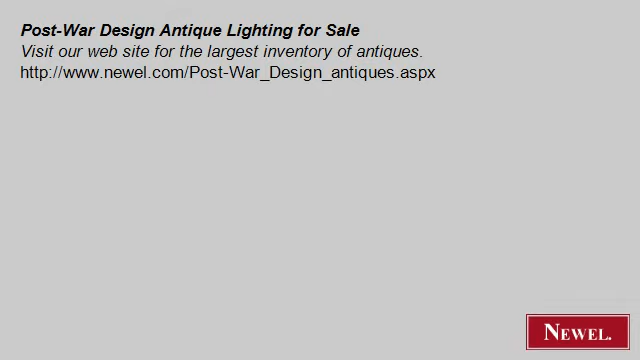 Post-War Design Antique Lighting for Sale
Visit our web site for the largest inventory of antiques.
http://www.newel.com/Post-War_Design_antiques.aspx
NEWEL.